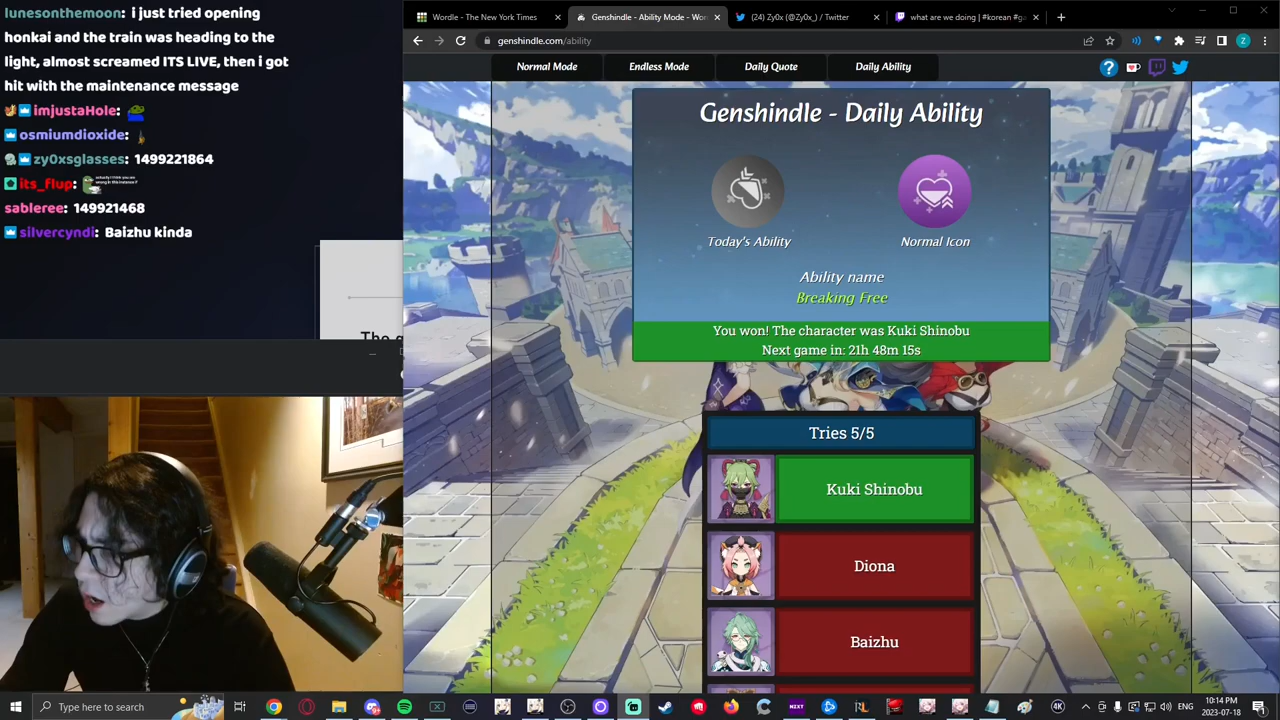 lunesonthemoon: i just tried opening
honkai and the train was heading to the
light, almost screamed ITS LIVE, then i got
hit with the maintenance message
imjustaHole:
osmiumdioxide:
zy0xsglasses: 1499221864
its_flup:
sableree: 149921468
silvercyndi: Baizhu kinda
Wordle - The New York Times
Genshindle - Ability Mode - Wo
(24) Zy0x (@Zy0x_) / Twitter
what are we doing | #korean #ga
genshindle.com/ability
Normal Mode
Endless Mode
Daily Quote
Daily Ability
Genshindle - Daily Ability
Today's Ability
Normal Icon
Ability name
Breaking Free
You won! The character was Kuki Shinobu
Next game in: 21h 48m 15s
Tries 5/5
Kuki Shinobu
Diona
Baizhu
Type here to search
10:14 PM
2023-07-18